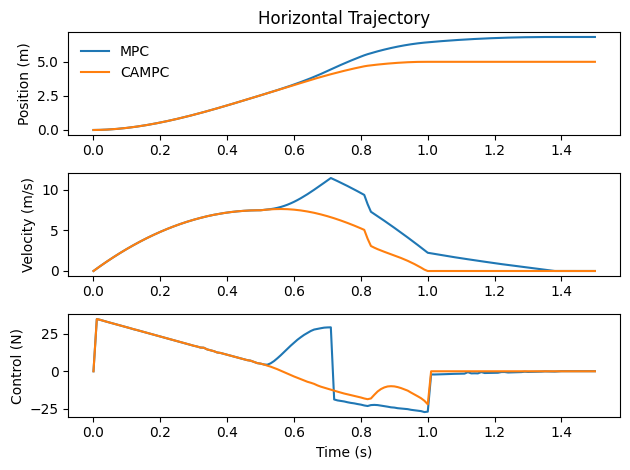 Horizontal Trajectory
Position (m)
5.0
2.5
0.0
MPC
CAMPC
0.0 0.2 0.4 0.6 0.8 1.0 1.2 1.4
Velocity (m/s)
10
5
0
0.0 0.2 0.4 0.6 0.8 1.0 1.2 1.4
Control (N)
25
0
−25
0.0 0.2 0.4 0.6 0.8 1.0 1.2 1.4
Time (s)